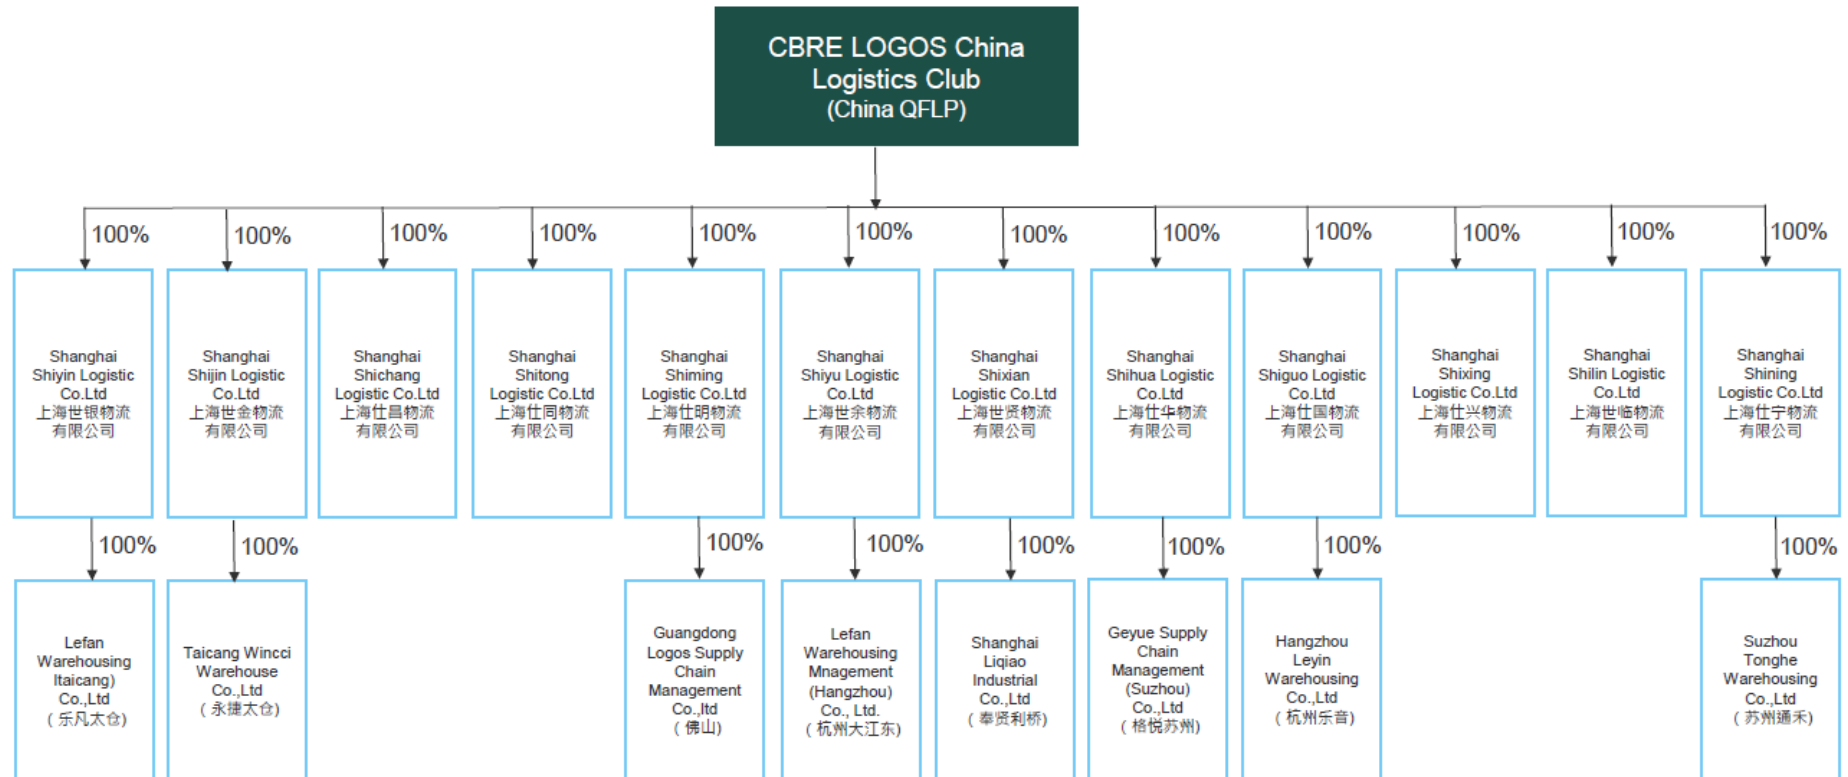 CBRE LOGOS China
Logistics Club
(China QFLP)
100%
100%
100%
100%
100%
100%
100%
100%
100%
100%
100%
100%
Shanghai
Shiyin Logistic
Co.Ltd
上海世银物流
有限公司
Shanghai
Shijin Logistic
Co.Ltd
上海世金物流
有限公司
Shanghai
Shichang
Logistic Co.Ltd
上海仕昌物流
有限公司
Shanghai
Shitong
Logistic Co.Ltd
上海仕同物流
有限公司
Shanghai
Shiming
Logistic Co.Ltd
上海仕明物流
有限公司
Shanghai
Shiyu Logistic
Co.Ltd
上海世余物流
有限公司
Shanghai
Shixian
Logistic Co.Ltd
上海世贤物流
有限公司
Shanghai
Shihua Logistic
Co.Ltd
上海仕华物流
有限公司
Shanghai
Shiguo Logistic
Co.Ltd
上海仕国物流
有限公司
Shanghai
Shixing
Logistic Co.Ltd
上海仕兴物流
有限公司
Shanghai
Shilin Logistic
Co.Ltd
上海世临物流
有限公司
Shanghai
Shining
Logistic Co.Ltd
上海仕宁物流
有限公司
100%
100%
100%
100%
100%
100%
100%
100%
Lefan
Warehousing
Itaicang)
Co.,Ltd
(乐凡太仓)
Taicang Wincci
Warehouse
Co.,Ltd
(永捷太仓)
Guangdong
Logos Supply
Chain
Management
Co.,ltd
(佛山)
Lefan
Warehousing
Mnagement
(Hangzhou)
Co., Ltd.
(杭州大江东)
Shanghai
Liqiao
Industrial
Co.,Ltd
(奉贤利桥)
Geyue Supply
Chain
Management
(Suzhou)
Co.,Ltd
(格悦苏州)
Hangzhou
Leyin
Warehousing
Co.,Ltd
(杭州乐音)
Suzhou
Tonghe
Warehousing
Co.,Ltd
(苏州通禾)